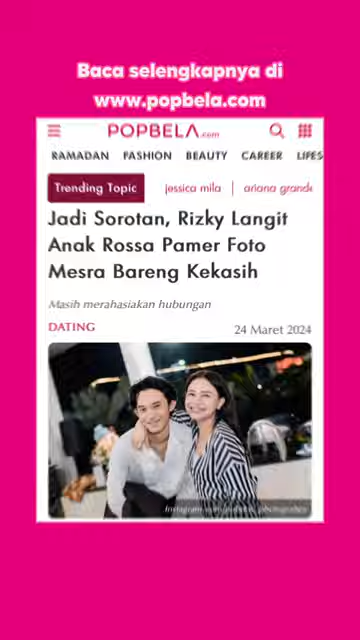 Baca selengkapnya di
www.popbela.com
POPBELA.com
RAMADAN FASHION BEAUTY CAREER LIFES
Trending Topic jessica mila ariana grande
Jadi Sorotan, Rizky Langit
Anak Rossa Pamer Foto
Mesra Bareng Kekasih
Masih merahasiakan hubungan
DATING 24 Maret 2024